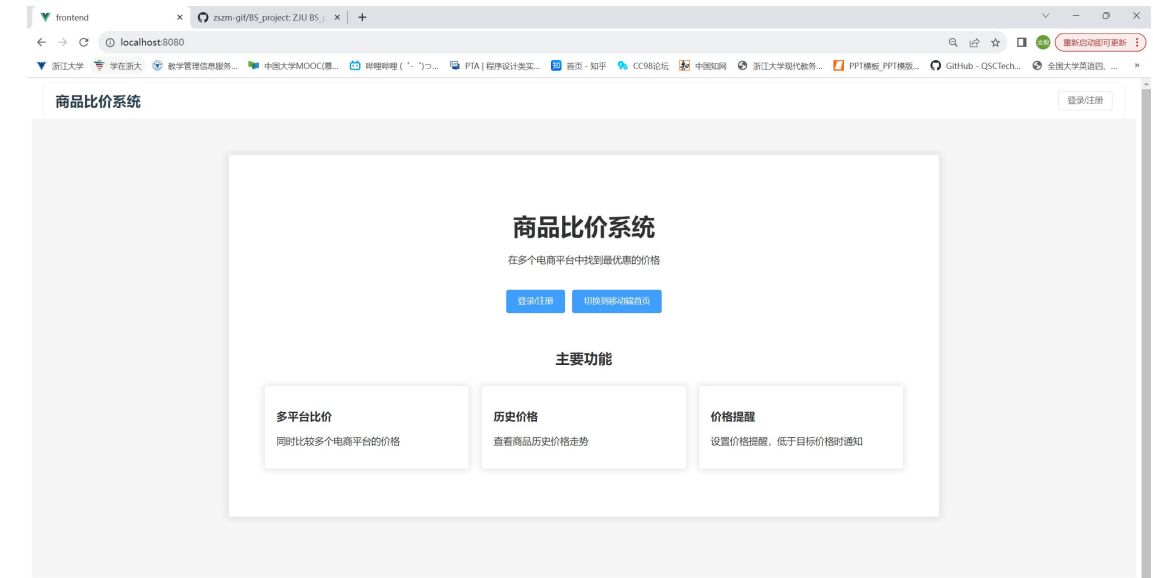 frontend
zszm-gif/BS_project: ZJU BS_p
localhost:8080
重新启动即可更新
浙江大学 学在浙大 教学管理信息服务... 中国大学MOOC(慕... 哔哩哔哩 ( ゜- ゜)つ... PTA | 程序设计类实... 首页 - 知乎 CC98论坛 中国知网 浙江大学现代教务... PPT模板_PPT模版... GitHub - QSCTech... 全国大学英语四、... »
商品比价系统
登录/注册
商品比价系统
在多个电商平台中找到最优惠的价格
登录/注册 切换到移动端首页
主要功能
多平台比价 历史价格 价格提醒
同时比较多个电商平台的价格 查看商品历史价格走势 设置价格提醒，低于目标价格时通知